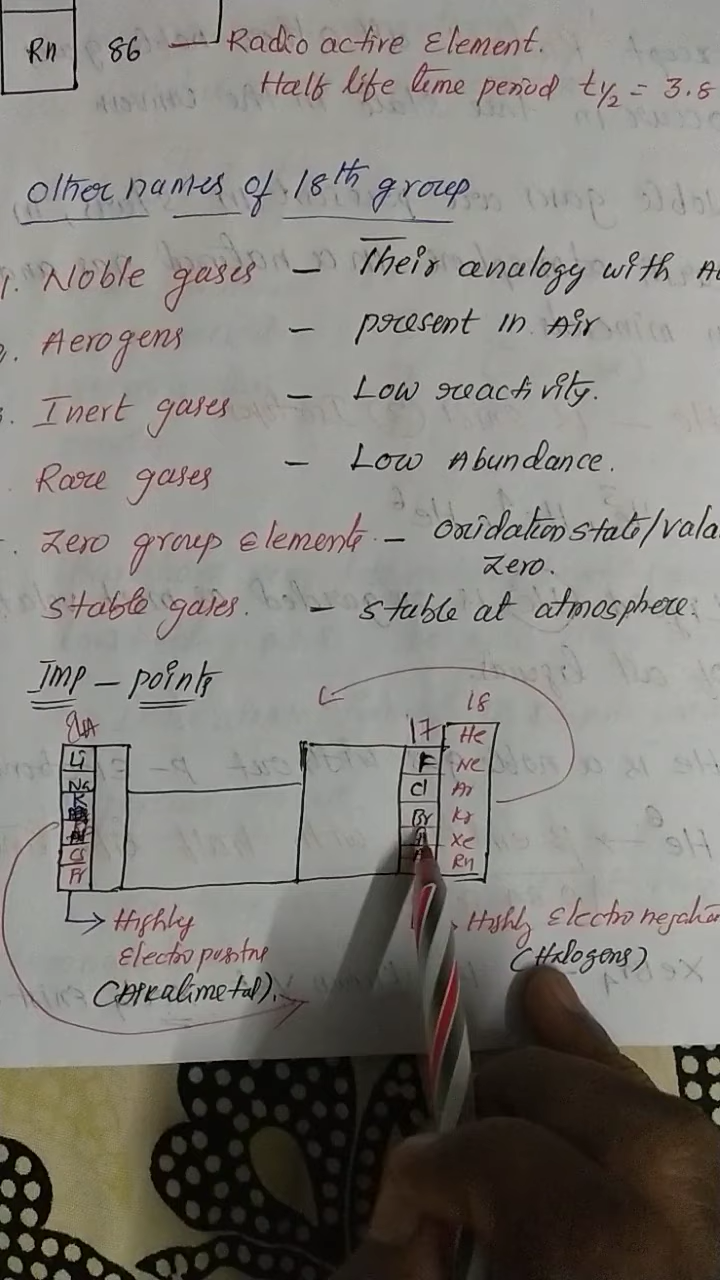 Rn 86 — Radio active Element.
Half life time period t1/2 = 3.8
Other names of 18th group
1. Noble gases — Their analogy with
Aerogens — present in Air
Inert gases — Low reactivity.
Rare gases — Low Abundance.
Zero group Elements — Oxidation state/
Zero.
Stable gases. — Stable at atmosphere.
Imp — points
17 18
Li F He
Na Cl Ne
K Br Ar
Kr
Cs Xe
Fr Rn
Highly
Electropositive
(Alkalimetal).
Highly Electro
(Halogens)